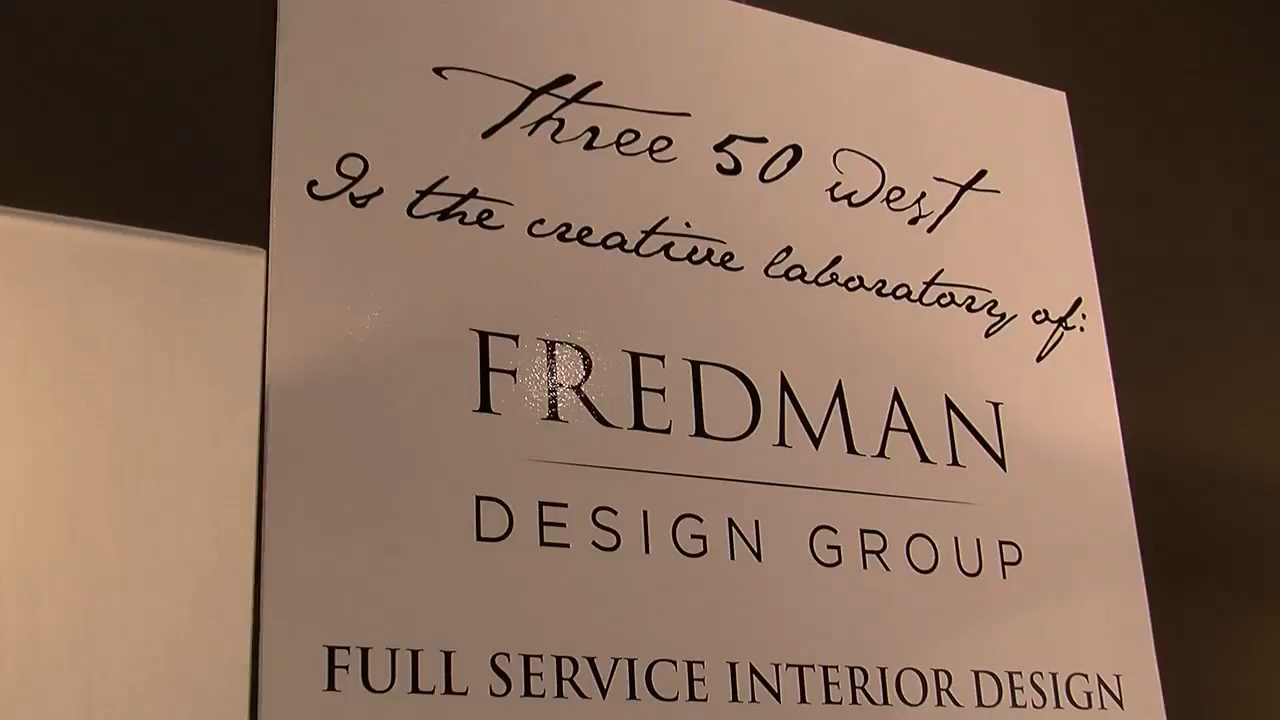 Three 50 West
Is the creative laboratory of:
FREDMAN
DESIGN GROUP
FULL SERVICE INTERIOR DESIGN